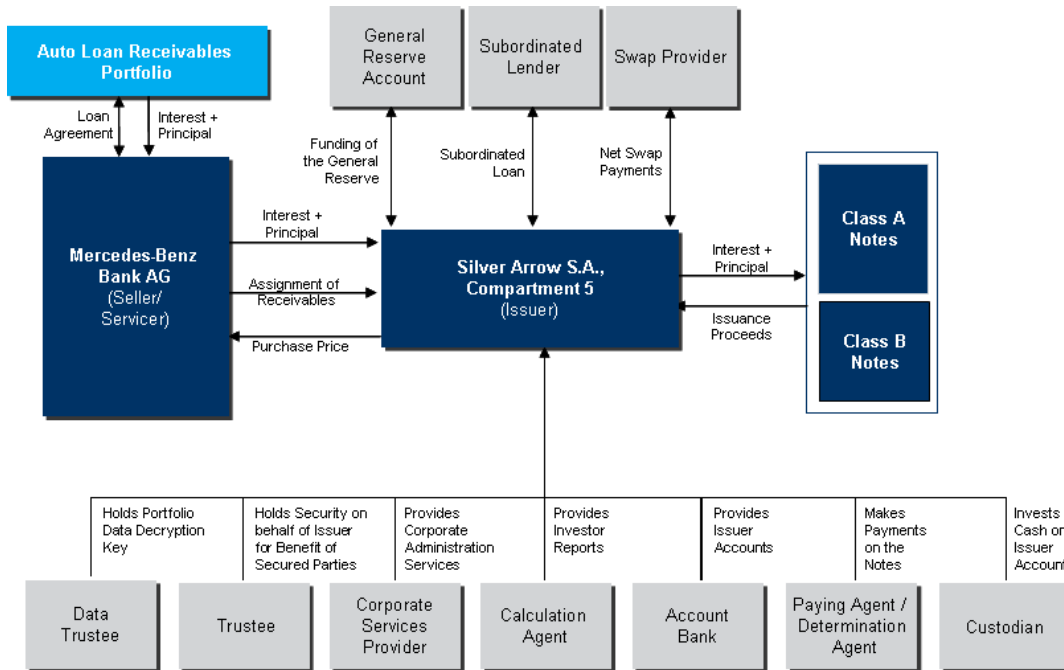 Auto Loan Receivables
Portfolio
General
Reserve
Account
Subordinated
Lender
Swap Provider
Loan
Agreement
Interest +
Principal
Funding of
the General
Reserve
Subordinated
Loan
Net Swap
Payments
Mercedes-Benz
Bank AG
(Seller/
Servicer)
Interest +
Principal
Assignment of
Receivables
Purchase Price
Silver Arrow S.A.,
Compartment 5
(Issuer)
Interest +
Principal
Issuance
Proceeds
Class A
Notes
Class B
Notes
Holds Portfolio
Data Decryption
Key
Holds Security on
behalf of Issuer
for Benefit of
Secured Parties
Provides
Corporate
Administration
Services
Provides
Investor
Reports
Provides
Issuer
Accounts
Makes
Payments
on the
Notes
Invests
Cash on
Issuer
Account
Data
Trustee
Trustee
Corporate
Services
Provider
Calculation
Agent
Account
Bank
Paying Agent /
Determination
Agent
Custodian